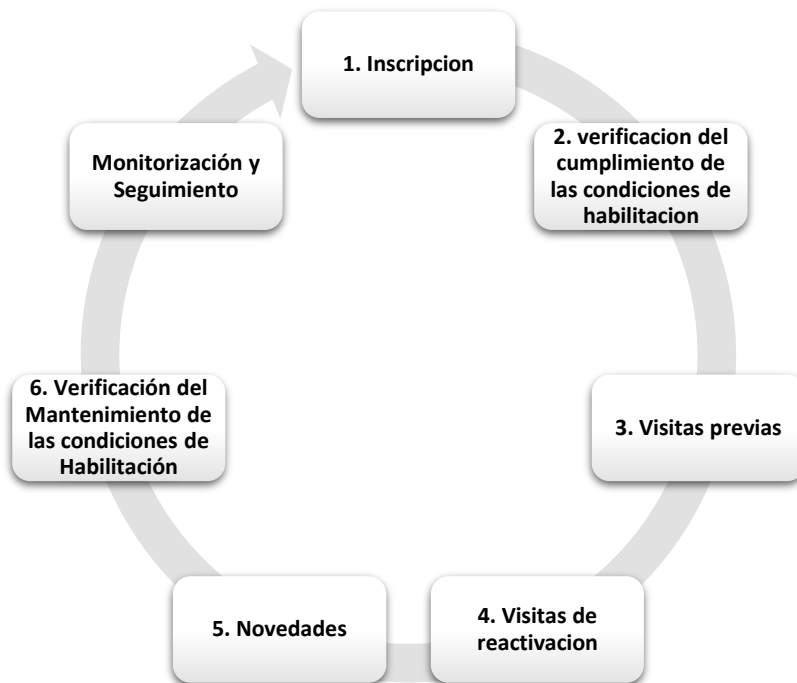 1. Inscripcion
2. verificacion del
cumplimiento de
las condiciones de
habilitacion
3. Visitas previas
4. Visitas de
reactivacion
5. Novedades
6. Verificación del
Mantenimiento de
las condiciones de
Habilitación
Monitorización y
Seguimiento